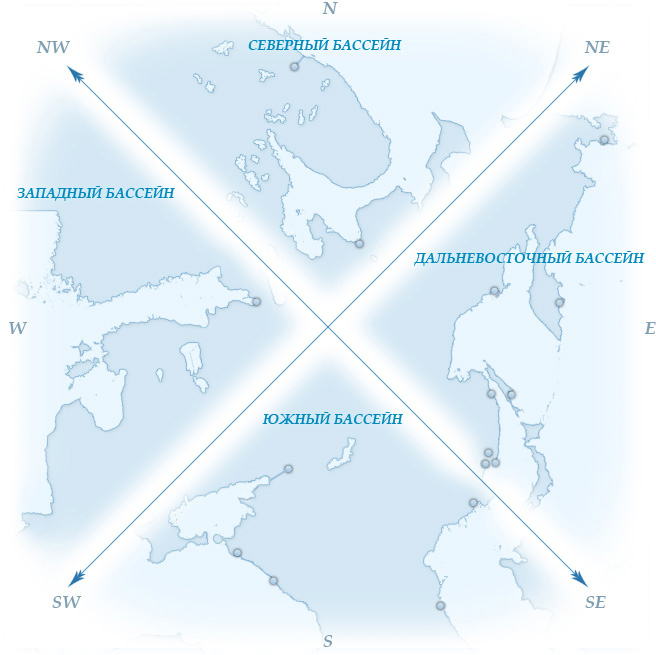 N
СЕВЕРНЫЙ БАССЕЙН
NW
NE
ЗАПАДНЫЙ БАССЕЙН
ДАЛЬНЕВОСТОЧНЫЙ БАССЕЙН
W
E
ЮЖНЫЙ БАССЕЙН
SW
SE
S